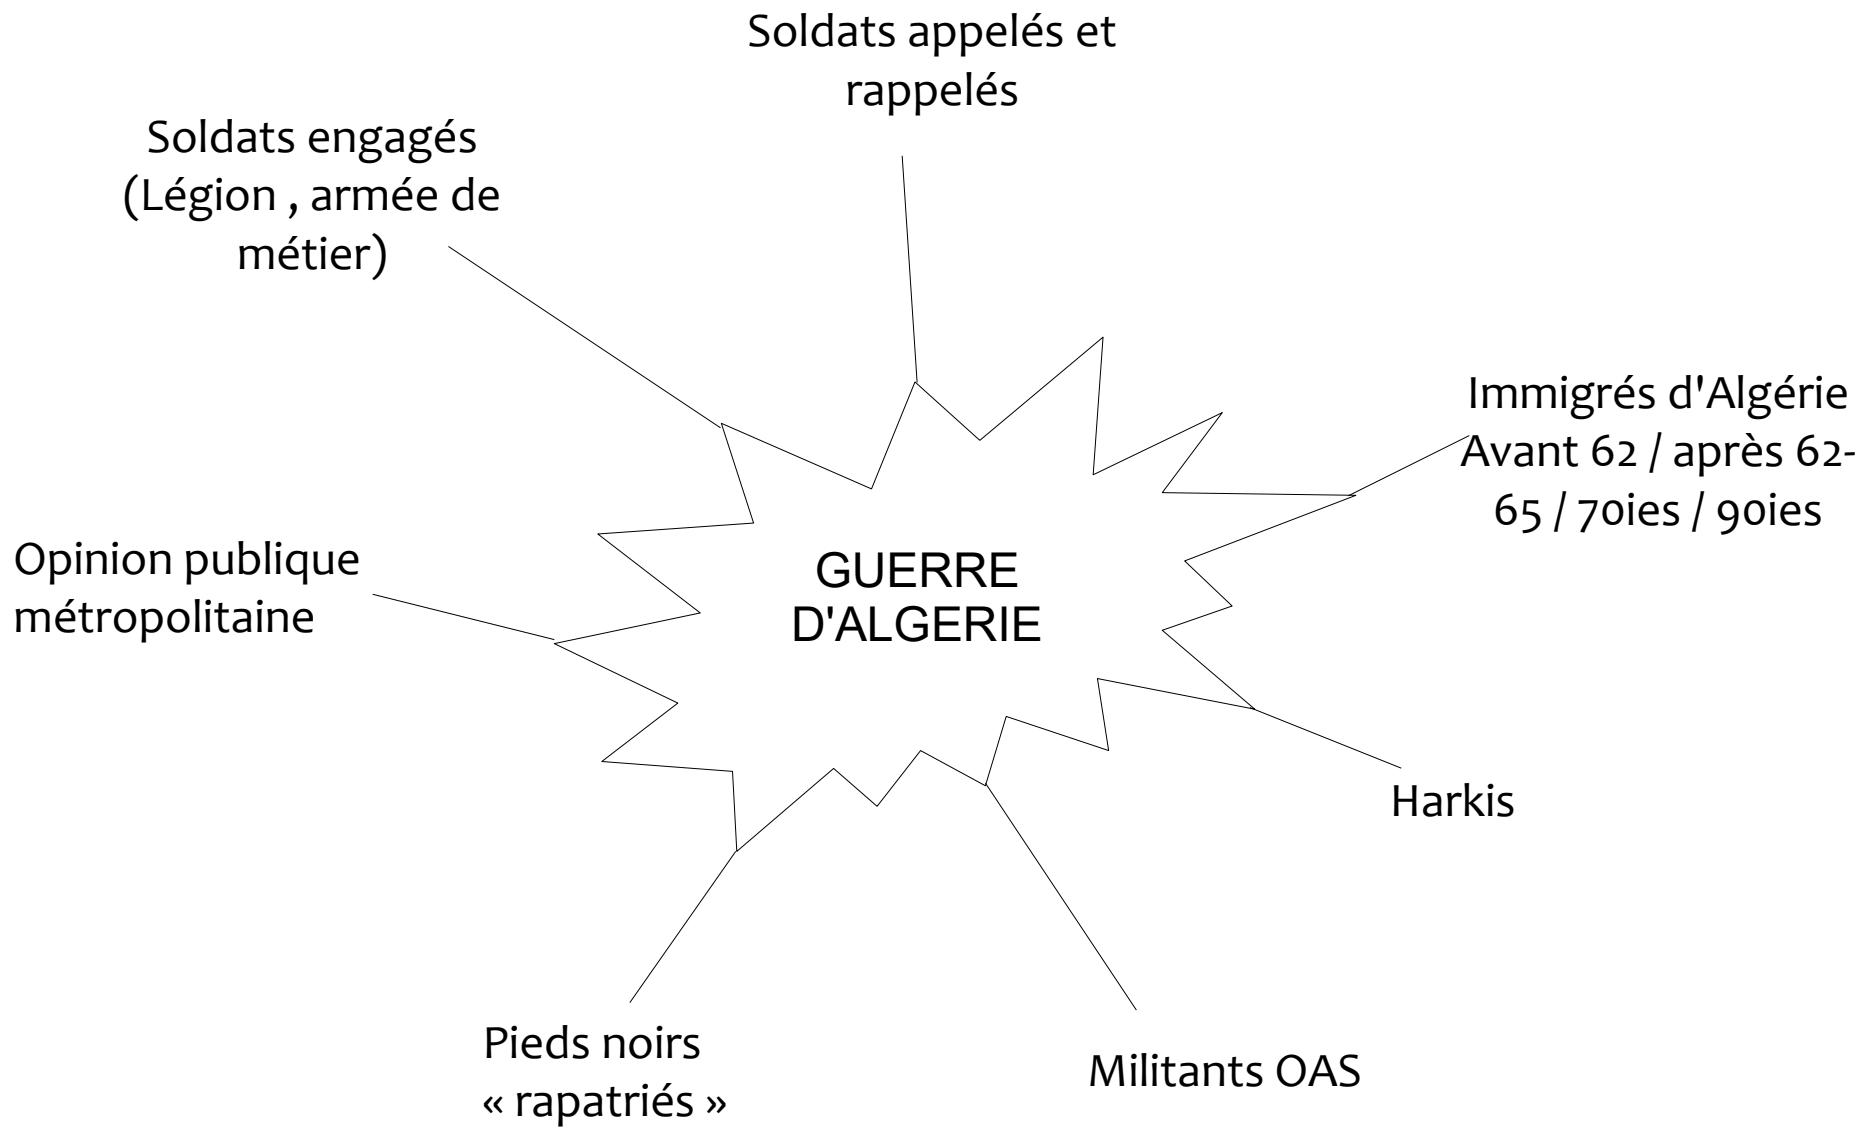 Soldats appelés et
rappelés
Soldats engagés
(Légion , armée de
métier)
Immigrés d'Algérie
Avant 62 / après 62-
65 / 70ies / 90ies
Opinion publique
métropolitaine
GUERRE
D'ALGERIE
Harkis
Pieds noirs
« rapatriés »
Militants OAS